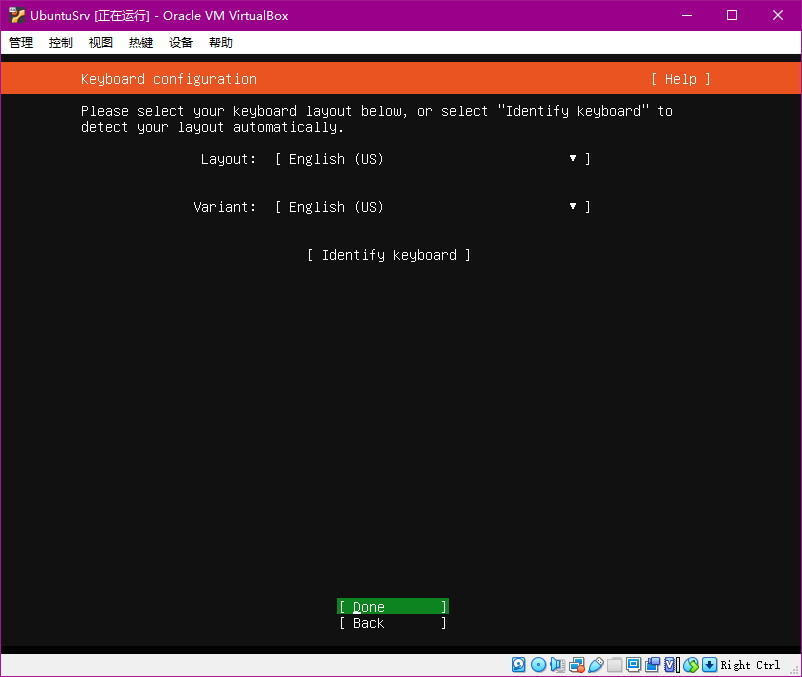 UbuntuSrv [正在运行] - Oracle VM VirtualBox
管理 控制 视图 热键 设备 帮助
Keyboard configuration [ Help ]
Please select your keyboard layout below, or select "Identify keyboard" to
detect your layout automatically.
Layout: [ English (US) ▾ ]
Variant: [ English (US) ▾ ]
[ Identify keyboard ]
[ Done ]
[ Back ]
Right Ctrl